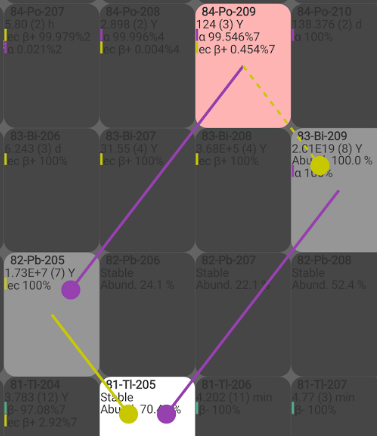 84-Po-207
5.80 (2) h
ec β+ 99.979%2
α 0.021%2
84-Po-208
2.898 (2) Y
α 99.996%4
ec β+ 0.004%4
84-Po-209
124 (3) Y
α 99.546%7
ec β+ 0.454%7
84-Po-210
138.376 (2) d
α 100%
83-Bi-206
6.243 (3) d
ec β+ 100%
83-Bi-207
31.55 (4) Y
ec β+ 100%
83-Bi-208
3.68E+5 (4) Y
ec β+ 100%
83-Bi-209
2.01E19 (8) Y
100.0 %
α
82-Pb-205
1.73E+7 (7) Y
ec 100%
82-Pb-206
Stable
Abund. 24.1 %
82-Pb-207
Stable
Abund. 22.1
82-Pb-208
Stable
Abund. 52.4 %
81-Tl-204
3.783 (12) Y
β- 97.08%7
ec β+ 2.92%7
81-Tl-205
Stable
81-Tl-206
4.202 (11) min
β- 100%
81-Tl-207
4.77 (3) min
β- 100%